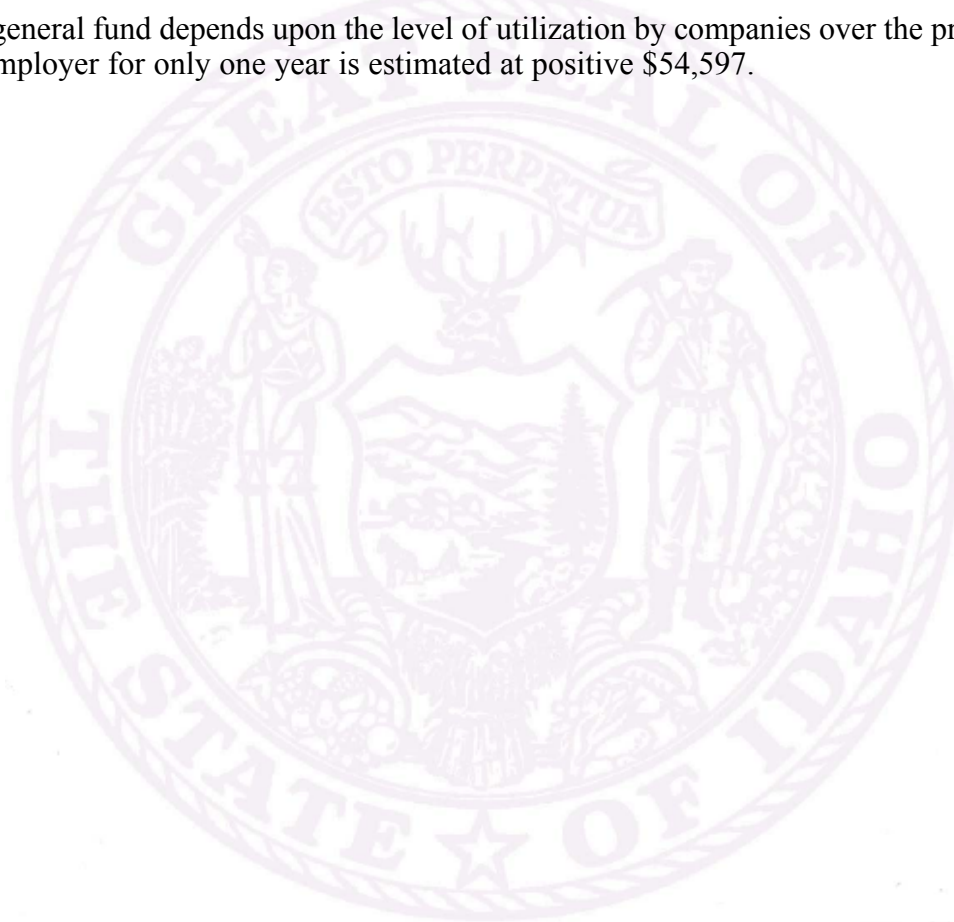 general fund depends upon the level of utilization by companies over the pr
mployer for only one year is estimated at positive $54,597.
GREAT SEAL OF
ESTO PERPETUA
THE STATE OF IDAHO